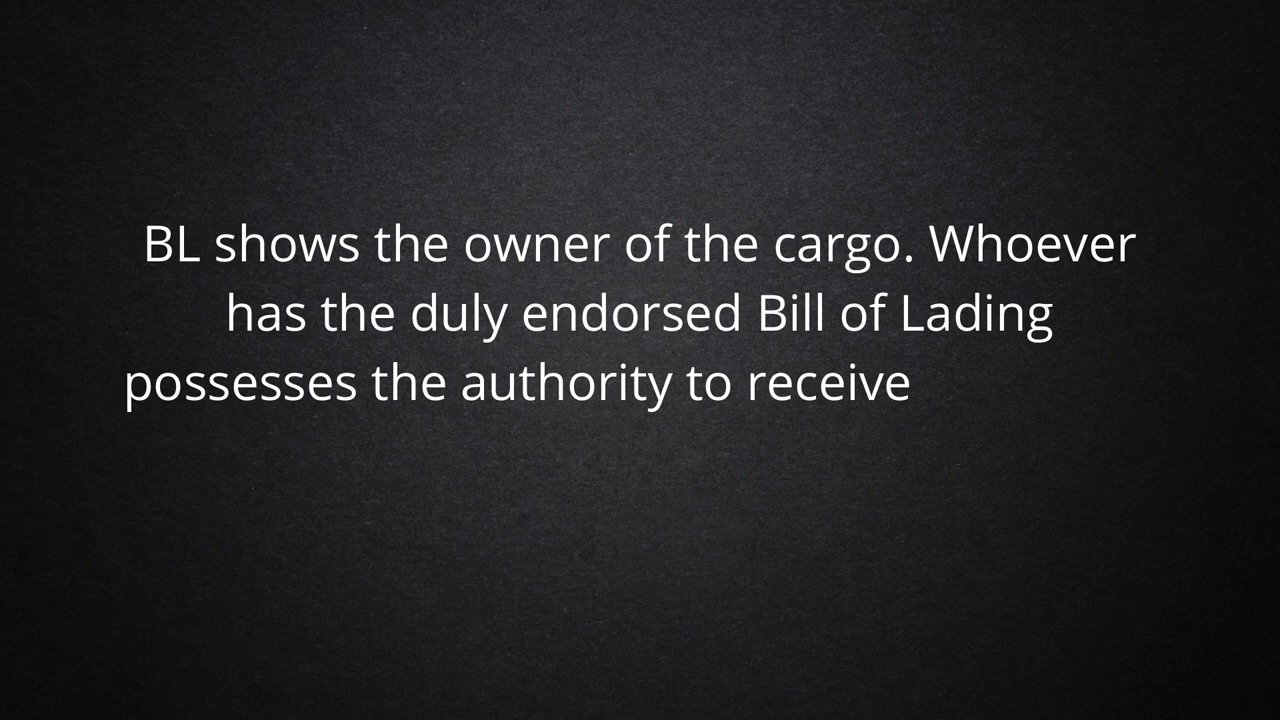 BL shows the owner of the cargo. Whoever
has the duly endorsed Bill of Lading
possesses the authority to receive